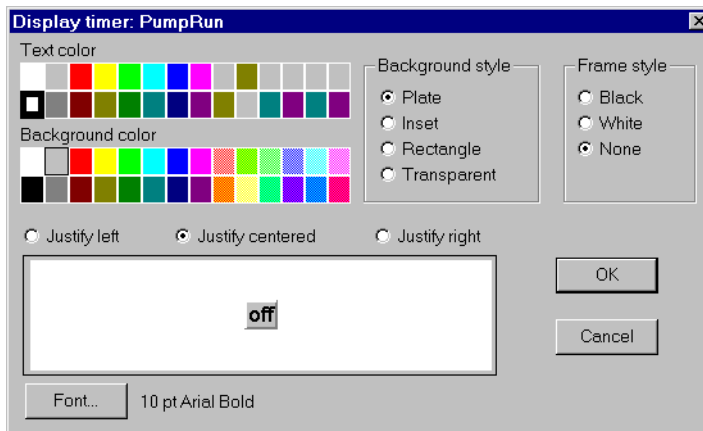 Display timer: PumpRun
Text color
Background color
Background style
Plate
Inset
Rectangle
Transparent
Frame style
Black
White
None
Justify left
Justify centered
Justify right
off
OK
Cancel
Font...
10 pt Arial Bold